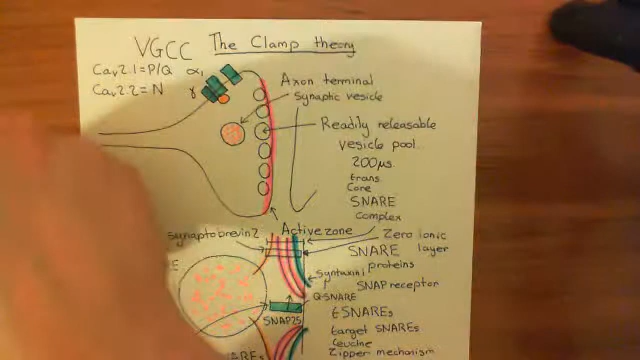 VGCC The Clamp theory
Cav2.1=P/Q α1
Cav2.2=N γ
Axon terminal
Synaptic vesicle
Readily releasable
vesicle pool
200μs
trans
Core
SNARE
complex
Active zone
synaptobrevin 2
Zero ionic
layer
SNARE
proteins
Syntaxin
1
SNAP receptor
Q-SNARE
SNAP25
tSNAREs
target SNAREs
leucine
Zipper mechanism